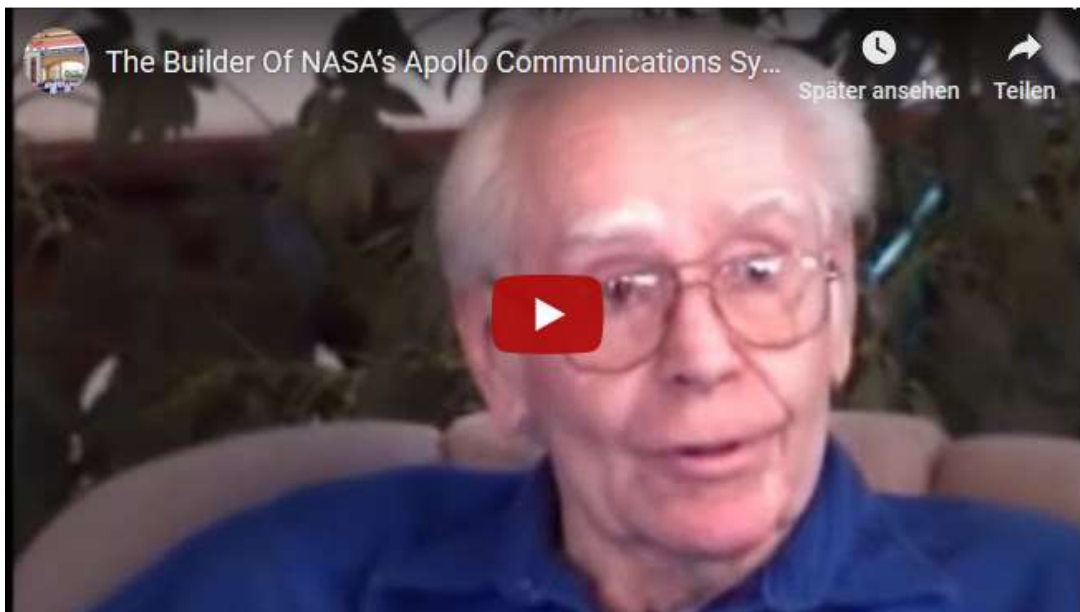 The Builder Of NASA’s Apollo Communications Sy...
Später ansehen
Teilen